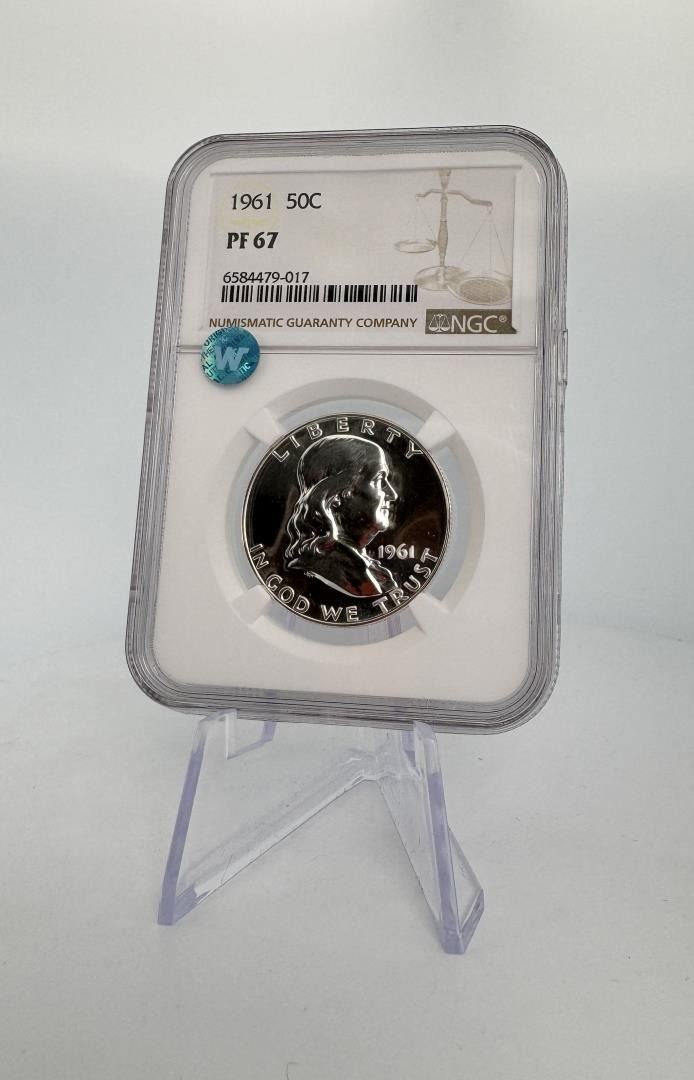 1961 50C
PF 67
6584479-017
NUMISMATIC GUARANTY COMPANY NGC®
W
LIBERTY
1961
IN GOD WE TRUST